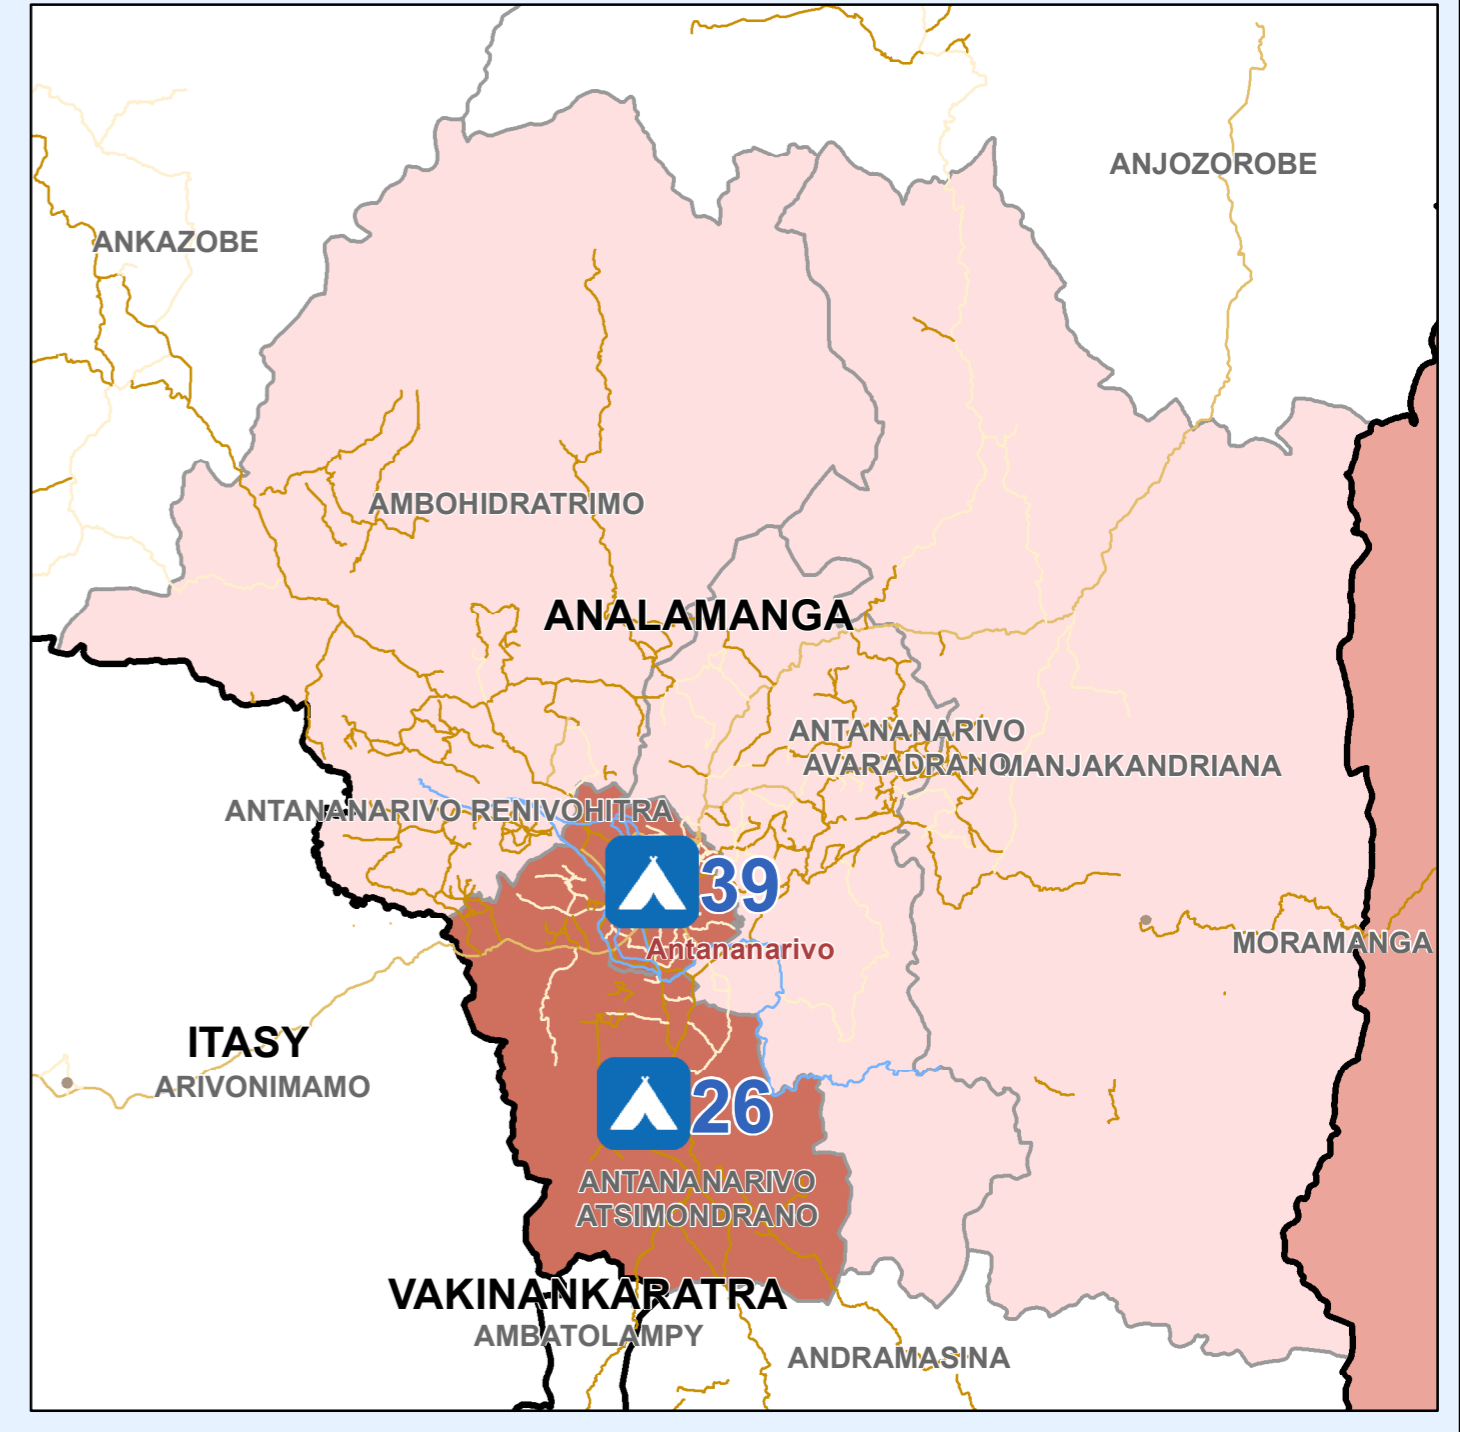 ANJOZOROBE
ANKAZOBE
AMBOHIDRATRIMO
ANALAMANGA
ANTANANARIVO
AVARADRANO
MANJAKANDRIANA
ANTANANARIVO RENIVOHITRA
39
Antananarivo
MORAMANGA
ITASY
ARIVONIMAMO
26
ANTANANARIVO
ATSIMONDRANO
VAKINANKARATRA
AMBATOLAMPY
ANDRAMASINA